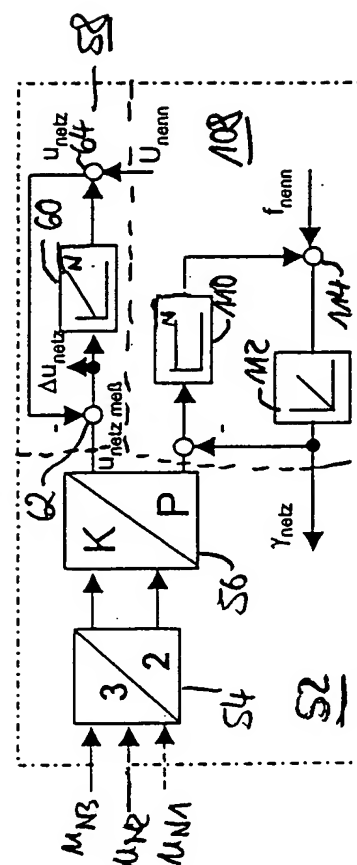 58
u_netz
64
U_nenn
60
N
Δu_netz
62
u_netz meß
K
P
56
3
2
54
u_N3
u_N2
u_N1
52
108
f_nenn
N
110
114
112
γ_netz